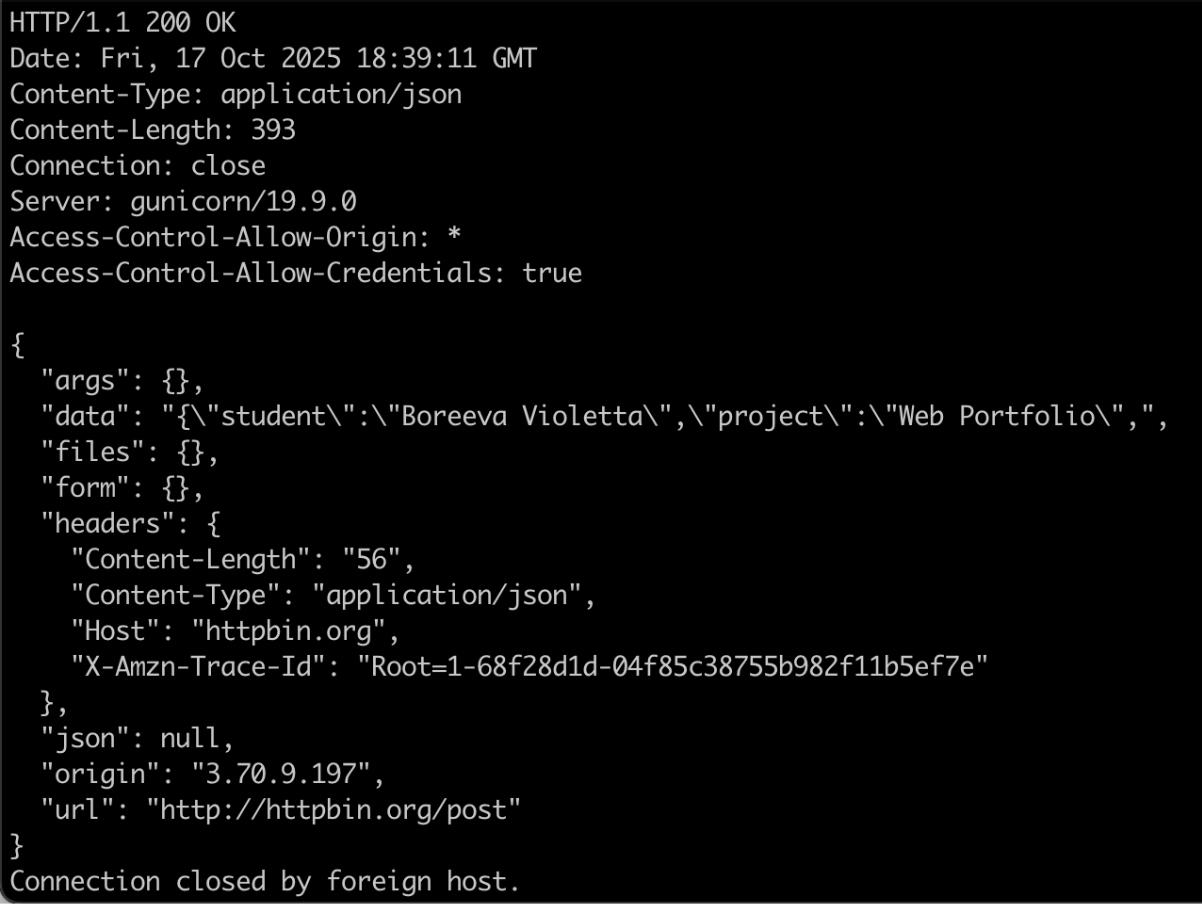 HTTP/1.1 200 OK
Date: Fri, 17 Oct 2025 18:39:11 GMT
Content-Type: application/json
Content-Length: 393
Connection: close
Server: gunicorn/19.9.0
Access-Control-Allow-Origin: *
Access-Control-Allow-Credentials: true

{
  "args": {},
  "data": "{\"student\":\"Boreeva Violetta\",\"project\":\"Web Portfolio\",",
  "files": {},
  "form": {},
  "headers": {
    "Content-Length": "56",
    "Content-Type": "application/json",
    "Host": "httpbin.org",
    "X-Amzn-Trace-Id": "Root=1-68f28d1d-04f85c38755b982f11b5ef7e"
  },
  "json": null,
  "origin": "3.70.9.197",
  "url": "http://httpbin.org/post"
}
Connection closed by foreign host.